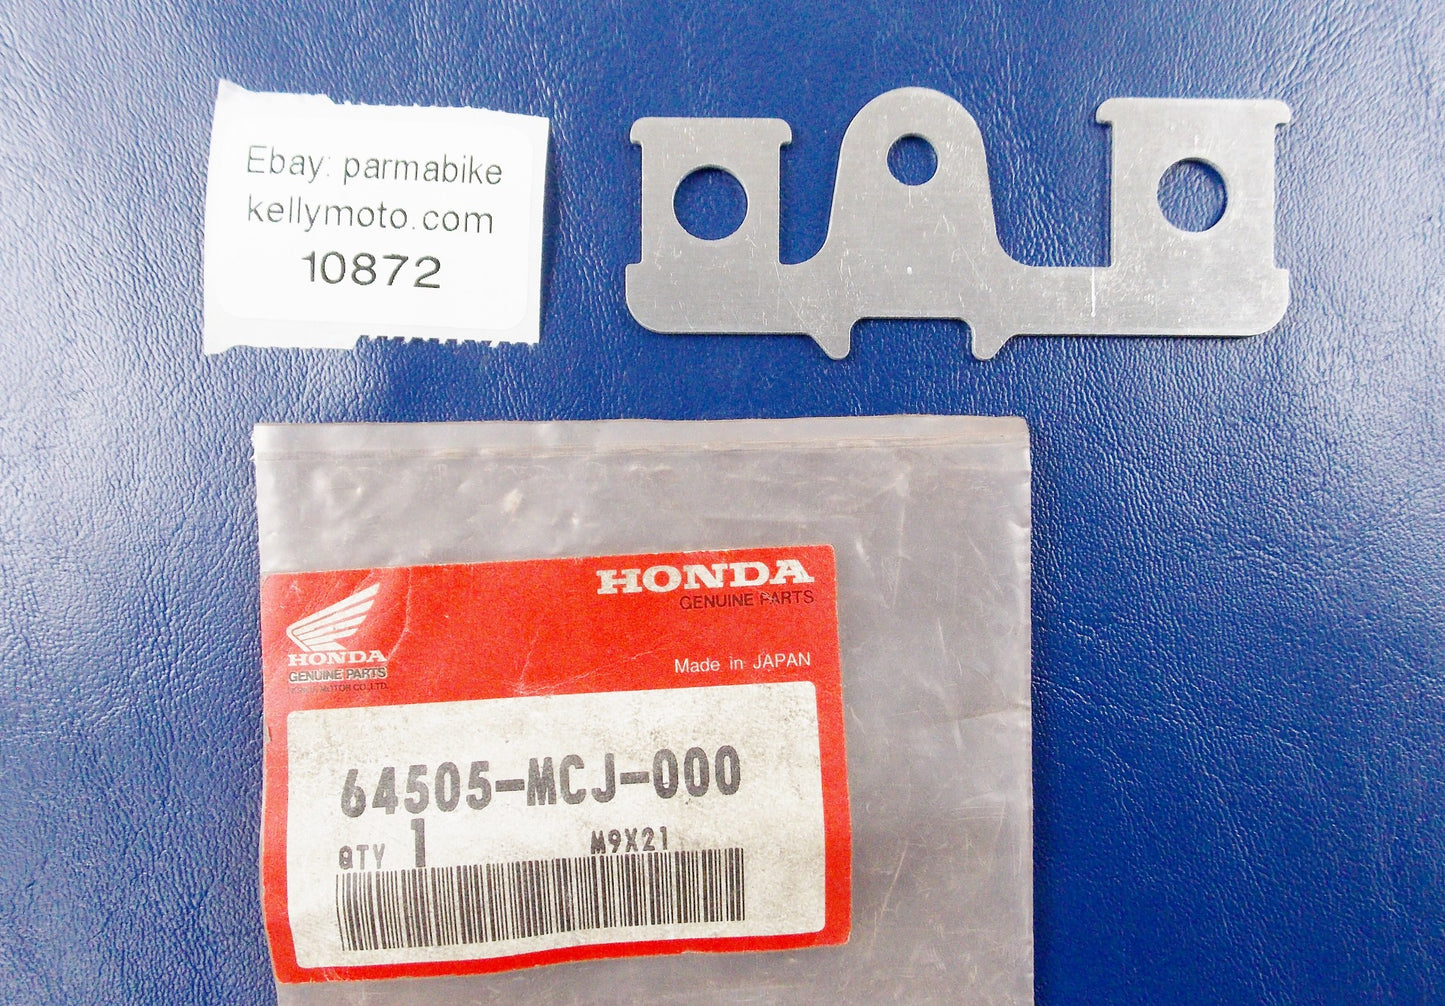 Ebay: parmabike
kellymoto.com
10872
HONDA
GENUINE PARTS
HONDA
GENUINE PARTS
Made in JAPAN
64505-MCJ-000
QTY 1
M9X21